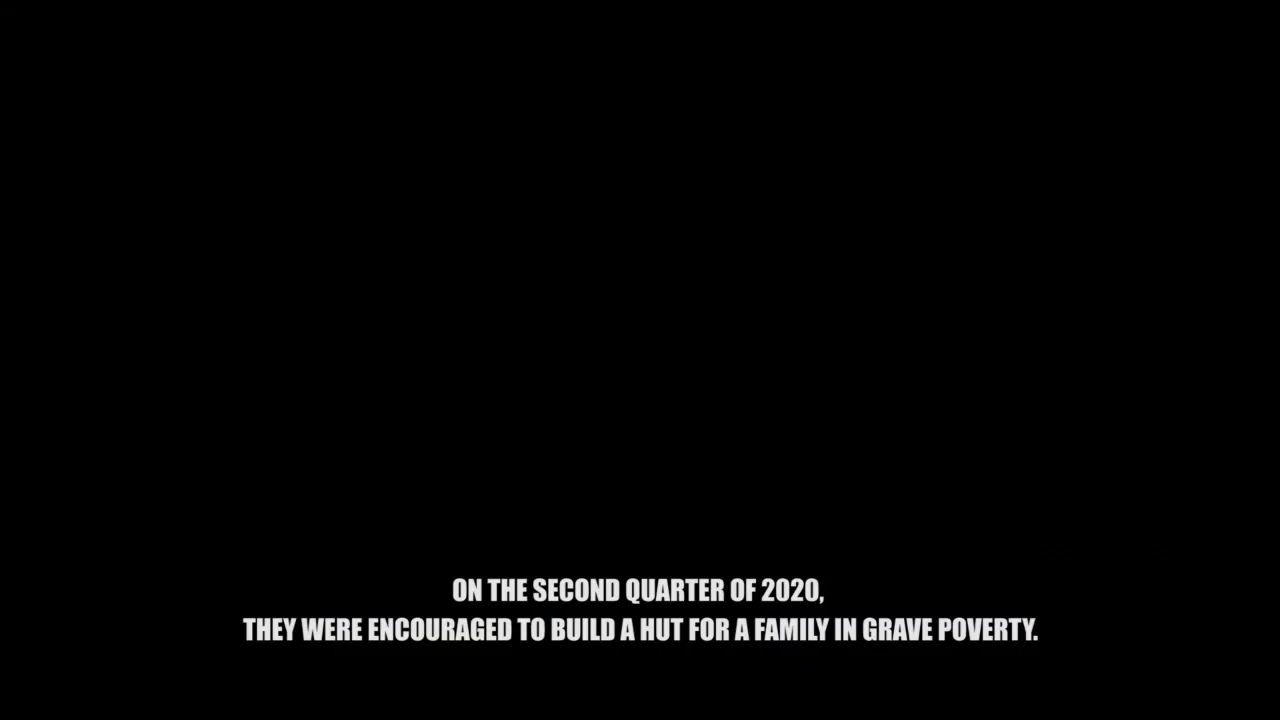 ON THE SECOND QUARTER OF 2020,
THEY WERE ENCOURAGED TO BUILD A HUT FOR A FAMILY IN GRAVE POVERTY.